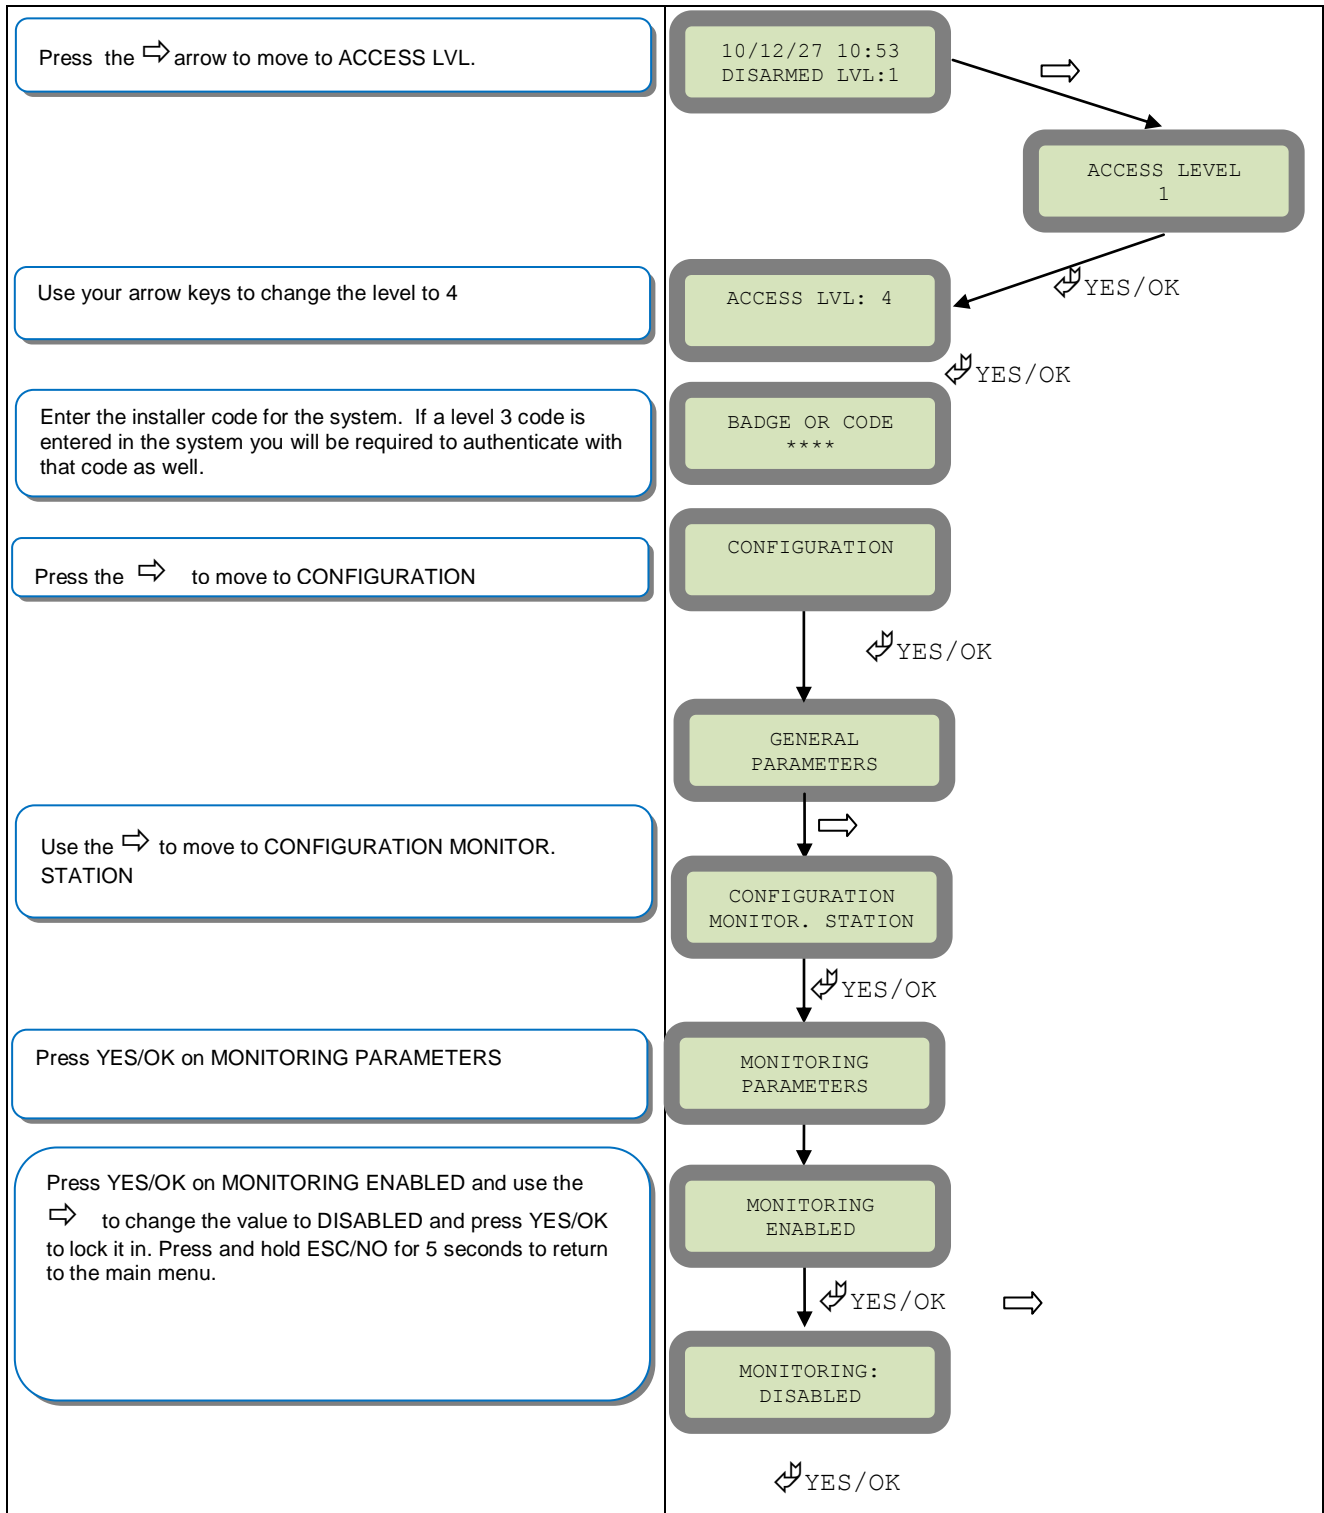 Press the ⇨ arrow to move to ACCESS LVL.
10/12/27 10:53
DISARMED LVL:1
⇨
ACCESS LEVEL
1
YES/OK
Use your arrow keys to change the level to 4
ACCESS LVL: 4
YES/OK
Enter the installer code for the system. If a level 3 code is
entered in the system you will be required to authenticate with
that code as well.
BADGE OR CODE
****
Press the ⇨ to move to CONFIGURATION
CONFIGURATION
YES/OK
GENERAL
PARAMETERS
⇨
Use the ⇨ to move to CONFIGURATION MONITOR.
STATION
CONFIGURATION
MONITOR. STATION
YES/OK
Press YES/OK on MONITORING PARAMETERS
MONITORING
PARAMETERS
Press YES/OK on MONITORING ENABLED and use the
⇨ to change the value to DISABLED and press YES/OK
to lock it in. Press and hold ESC/NO for 5 seconds to return
to the main menu.
MONITORING
ENABLED
YES/OK ⇨
MONITORING:
DISABLED
YES/OK